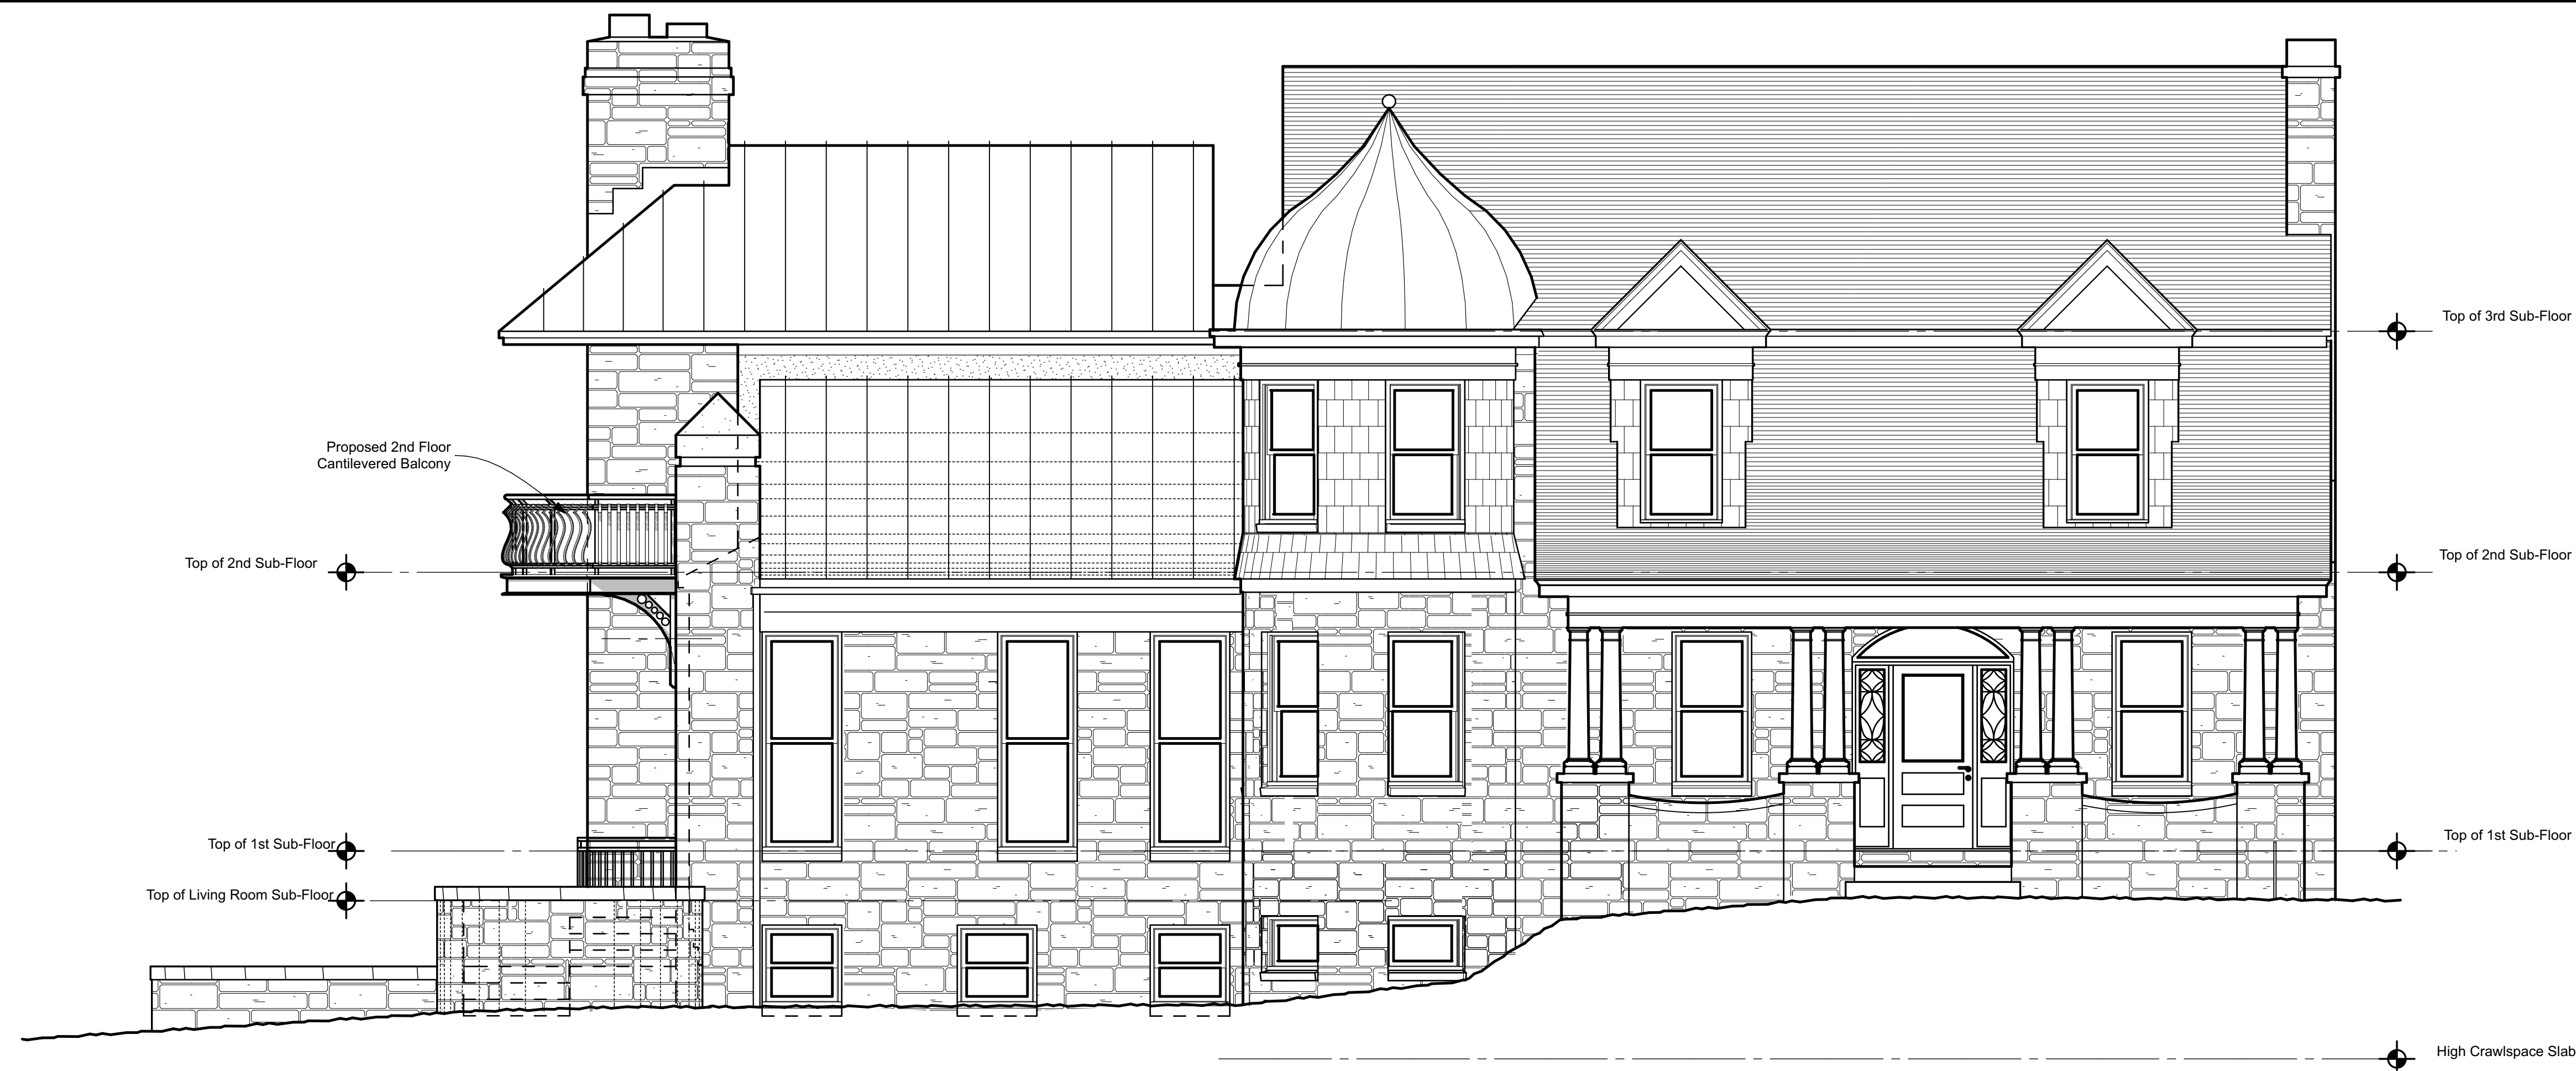 Top of 3rd Sub-Floor
Proposed 2nd Floor
Cantilevered Balcony
Top of 2nd Sub-Floor
Top of 2nd Sub-Floor
Top of 1st Sub-Floor
Top of 1st Sub-Floor
Top of Living Room Sub-Floor
High Crawlspace Slab